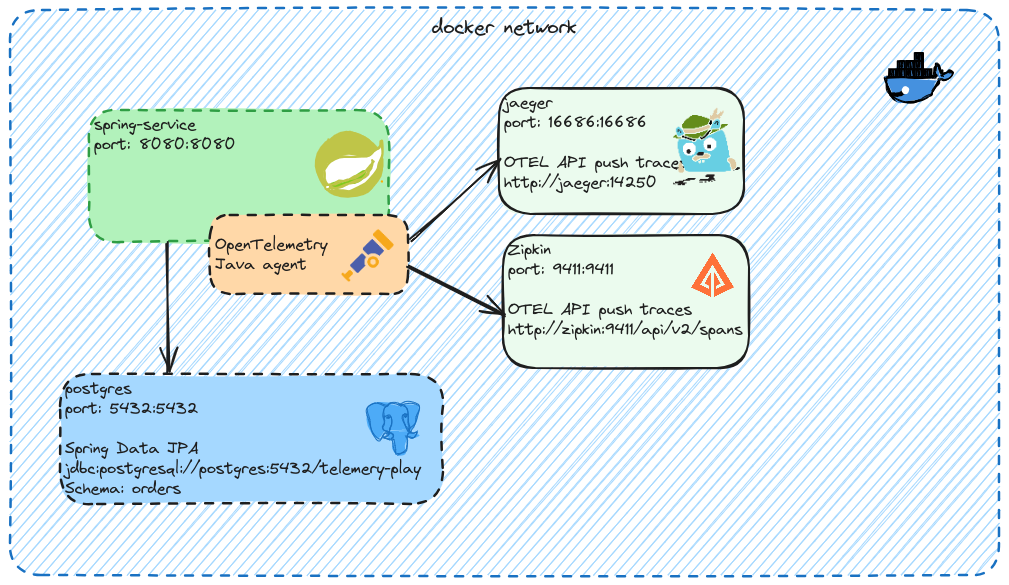 docker network
spring-service
port: 8080:8080
OpenTelemetry
Java agent
jaeger
port: 16686:16686
OTEL API push traces
http://jaeger:14250
Zipkin
port: 9411:9411
OTEL API push traces
http://zipkin:9411/api/v2/spans
postgres
port: 5432:5432
Spring Data JPA
jdbc:postgresql://postgres:5432/telemery-play
Schema: orders